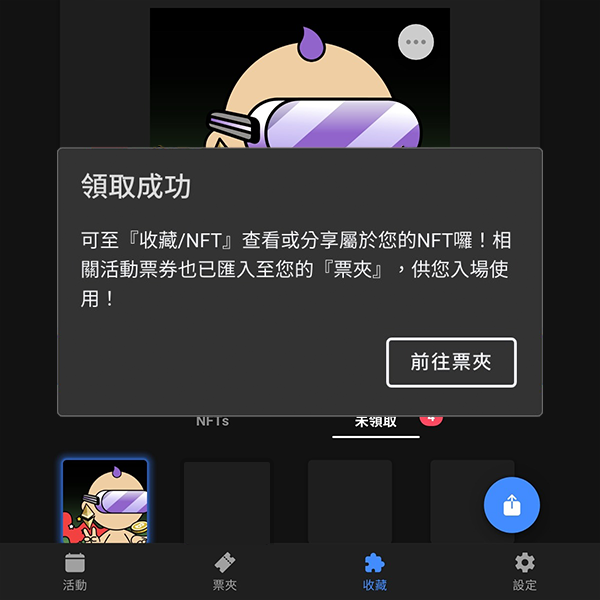 領取成功
可至『收藏/NFT』查看或分享屬於您的NFT囉！相
關活動票券也已匯入至您的『票夾』，供您入場使
用！
前往票夾
NFTs
未領取
4
活動
票夾
收藏
設定